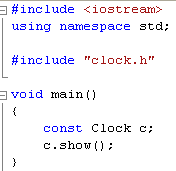 #include <iostream>
using namespace std;
#include "clock.h"
void main()
{
const Clock c;
c.show();
}